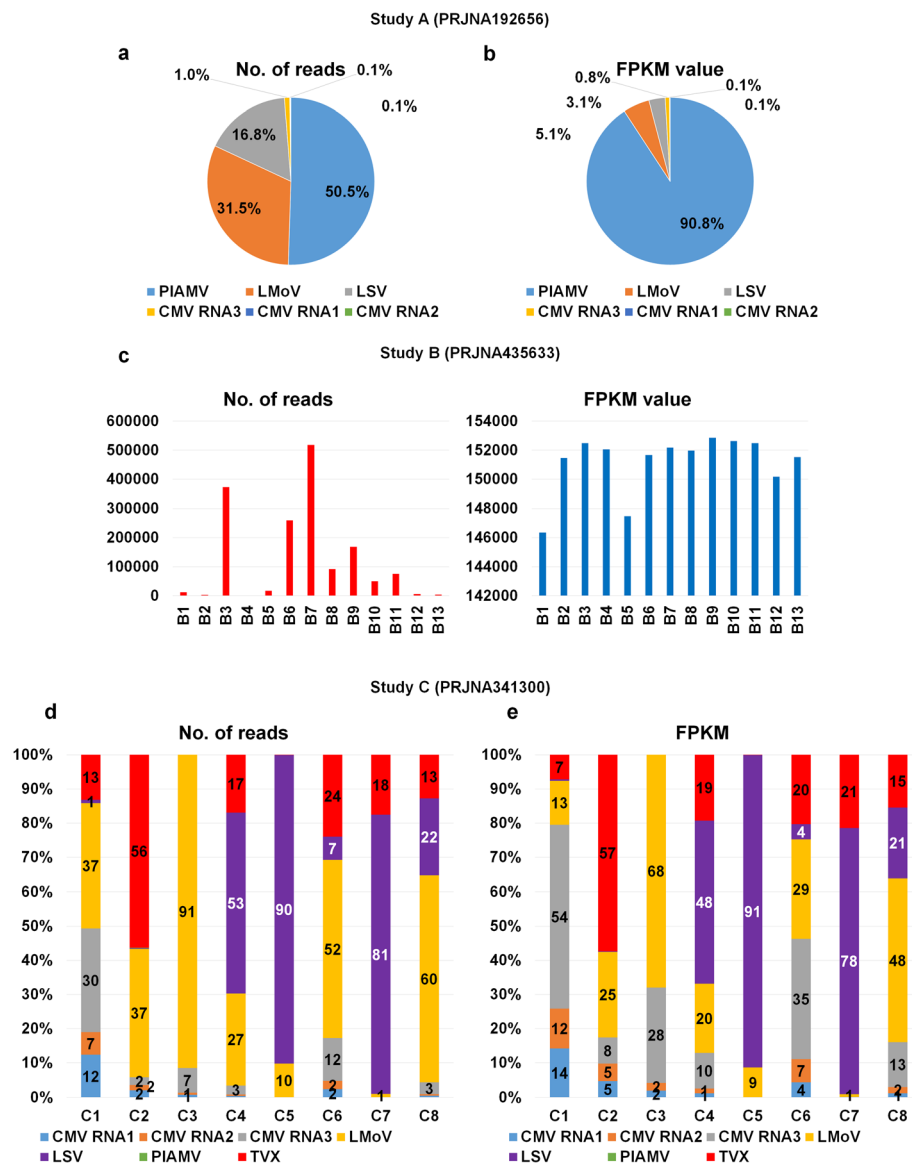 Study A (PRJNA192656)
a
No. of reads
1.0%
0.1%
0.1%
16.8%
50.5%
31.5%
PlAMV LMoV LSV
CMV RNA3 CMV RNA1 CMV RNA2
b
FPKM value
0.8%
0.1%
3.1%
0.1%
5.1%
90.8%
PlAMV LMoV LSV
CMV RNA3 CMV RNA1 CMV RNA2
Study B (PRJNA435633)
c
No. of reads
600000
500000
400000
300000
200000
100000
0
B1 B2 B3 B4 B5 B6 B7 B8 B9 B10 B11 B12 B13
FPKM value
154000
152000
150000
148000
146000
144000
142000
B1 B2 B3 B4 B5 B6 B7 B8 B9 B10 B11 B12 B13
Study C (PRJNA341300)
d
No. of reads
100%
90%
80%
70%
60%
50%
40%
30%
20%
10%
0%
13 1 37 30 7 12
56 37 2 2 2
91 7 1
17 53 27 3
90 10
24 7 52 12 2 2
18 81 1
13 22 60 3
C1 C2 C3 C4 C5 C6 C7 C8
CMV RNA1 CMV RNA2 CMV RNA3 LMoV
LSV PlAMV TVX
e
FPKM
100%
90%
80%
70%
60%
50%
40%
30%
20%
10%
0%
7 13 54 12 14
57 25 8 5 5
68 28 2 2
19 48 20 10 1 1
91 9
20 4 29 35 7 4
21 78 1
15 21 48 13 2 1
C1 C2 C3 C4 C5 C6 C7 C8
CMV RNA1 CMV RNA2 CMV RNA3 LMoV
LSV PlAMV TVX